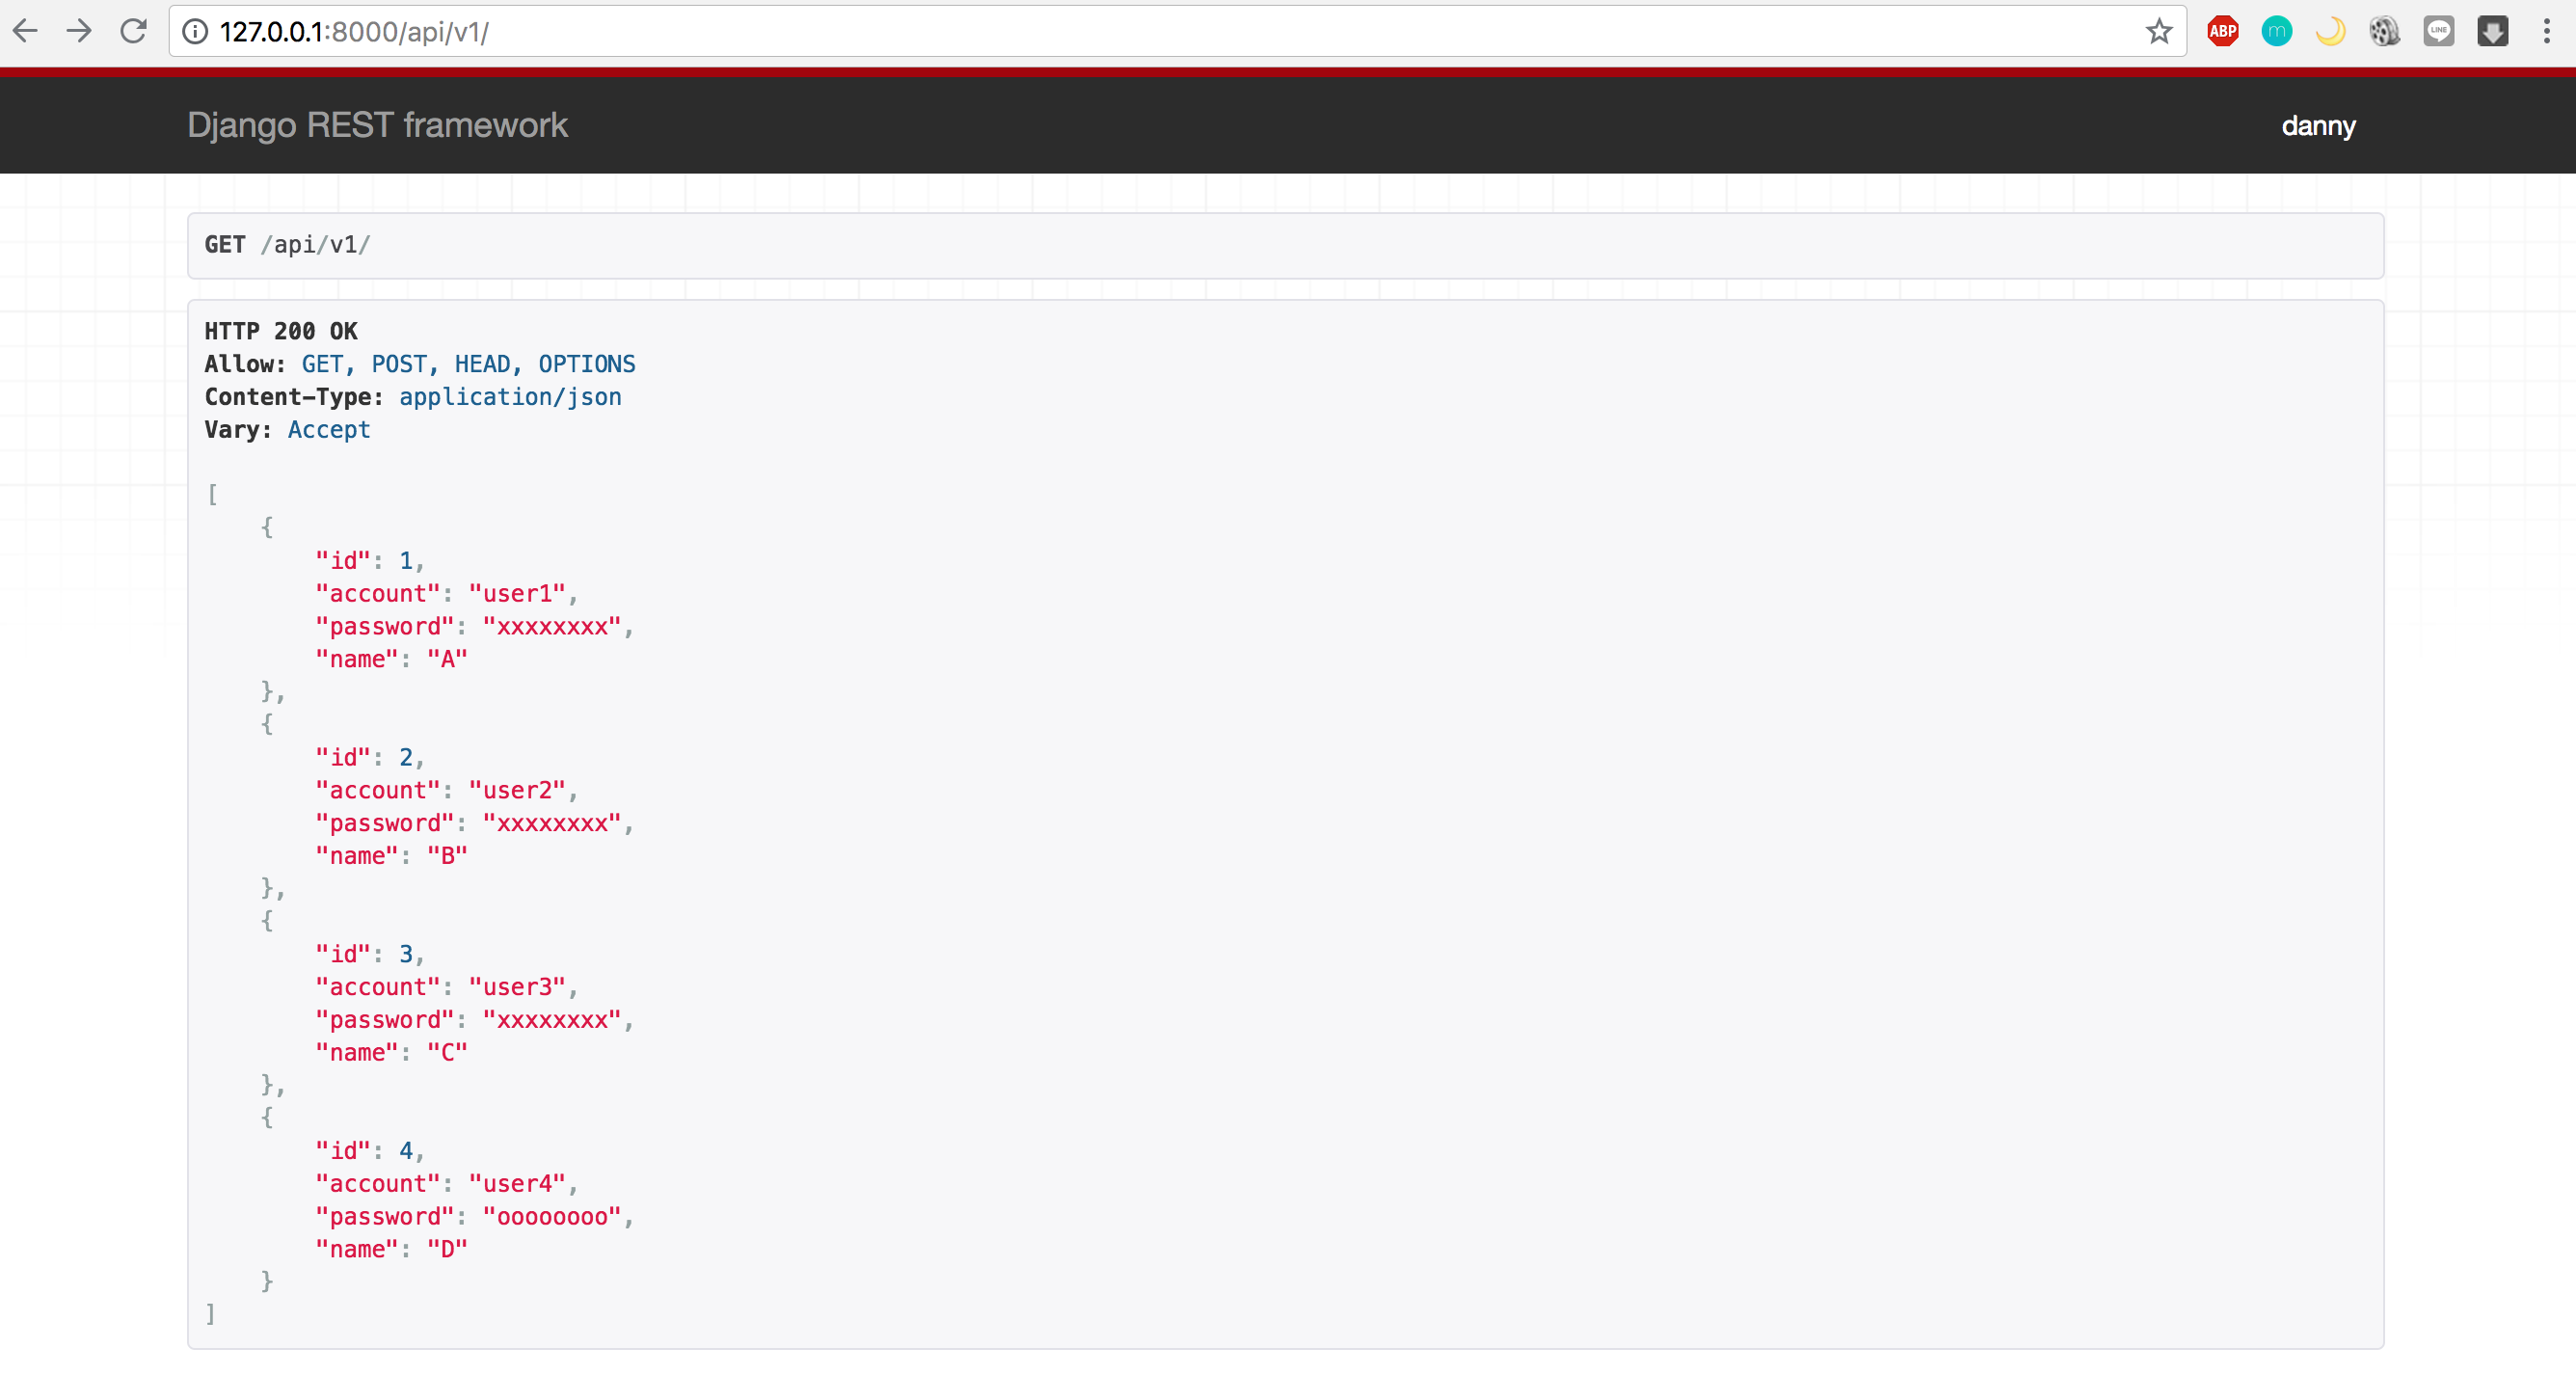 127.0.0.1:8000/api/v1/
ABP
m
LINE
Django REST framework
danny
GET /api/v1/
HTTP 200 OK
Allow: GET, POST, HEAD, OPTIONS
Content-Type: application/json
Vary: Accept
[
    {
        "id": 1,
        "account": "user1",
        "password": "xxxxxxxx",
        "name": "A"
    },
    {
        "id": 2,
        "account": "user2",
        "password": "xxxxxxxx",
        "name": "B"
    },
    {
        "id": 3,
        "account": "user3",
        "password": "xxxxxxxx",
        "name": "C"
    },
    {
        "id": 4,
        "account": "user4",
        "password": "oooooooo",
        "name": "D"
    }
]